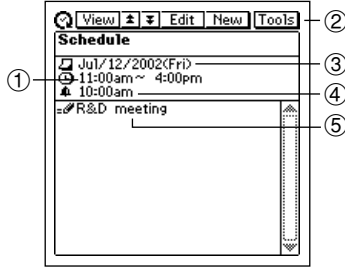 View Edit New Tools ②
Schedule
Jul/12/2002(Fri) ③
① 11:00am~ 4:00pm
10:00am ④
R&D meeting
⑤